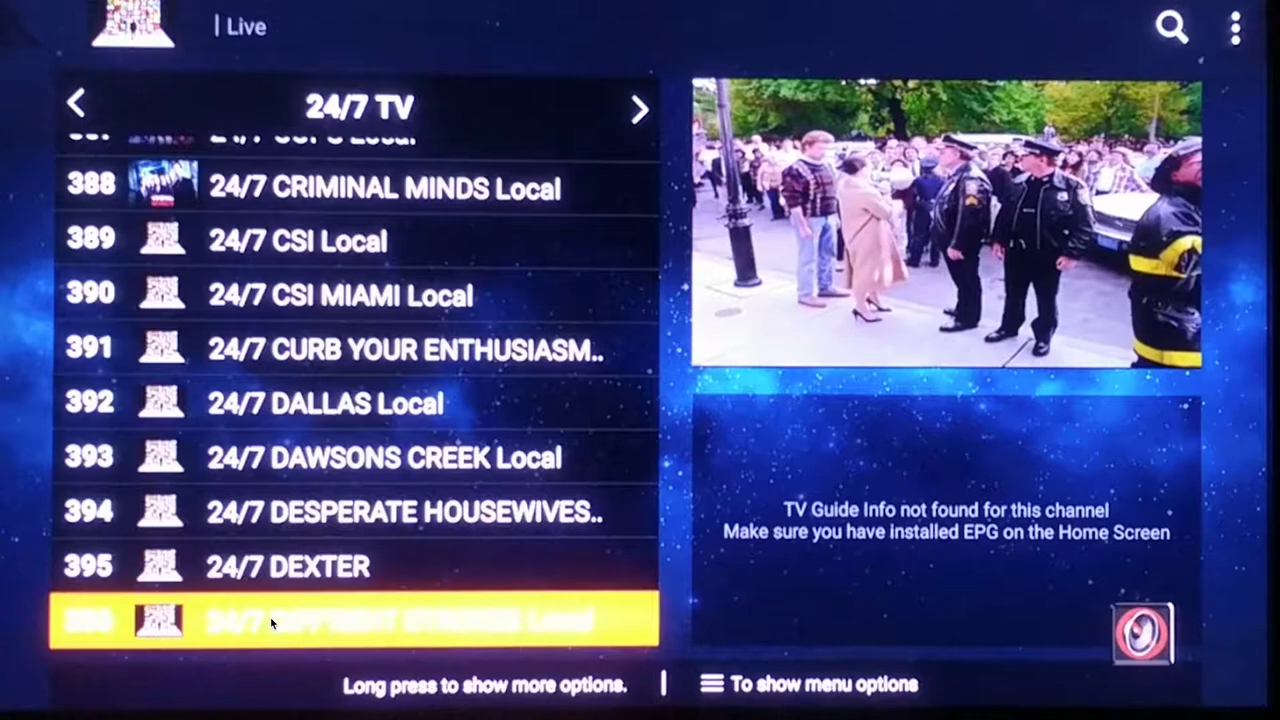 | Live
24/7 TV
388 24/7 CRIMINAL MINDS Local
389 24/7 CSI Local
390 24/7 CSI MIAMI Local
391 24/7 CURB YOUR ENTHUSIASM..
392 24/7 DALLAS Local
393 24/7 DAWSONS CREEK Local
394 24/7 DESPERATE HOUSEWIVES..
395 24/7 DEXTER
24/7 Local
TV Guide Info not found for this channel
Make sure you have installed EPG on the Home Screen
Long press to show more options. | To show menu options